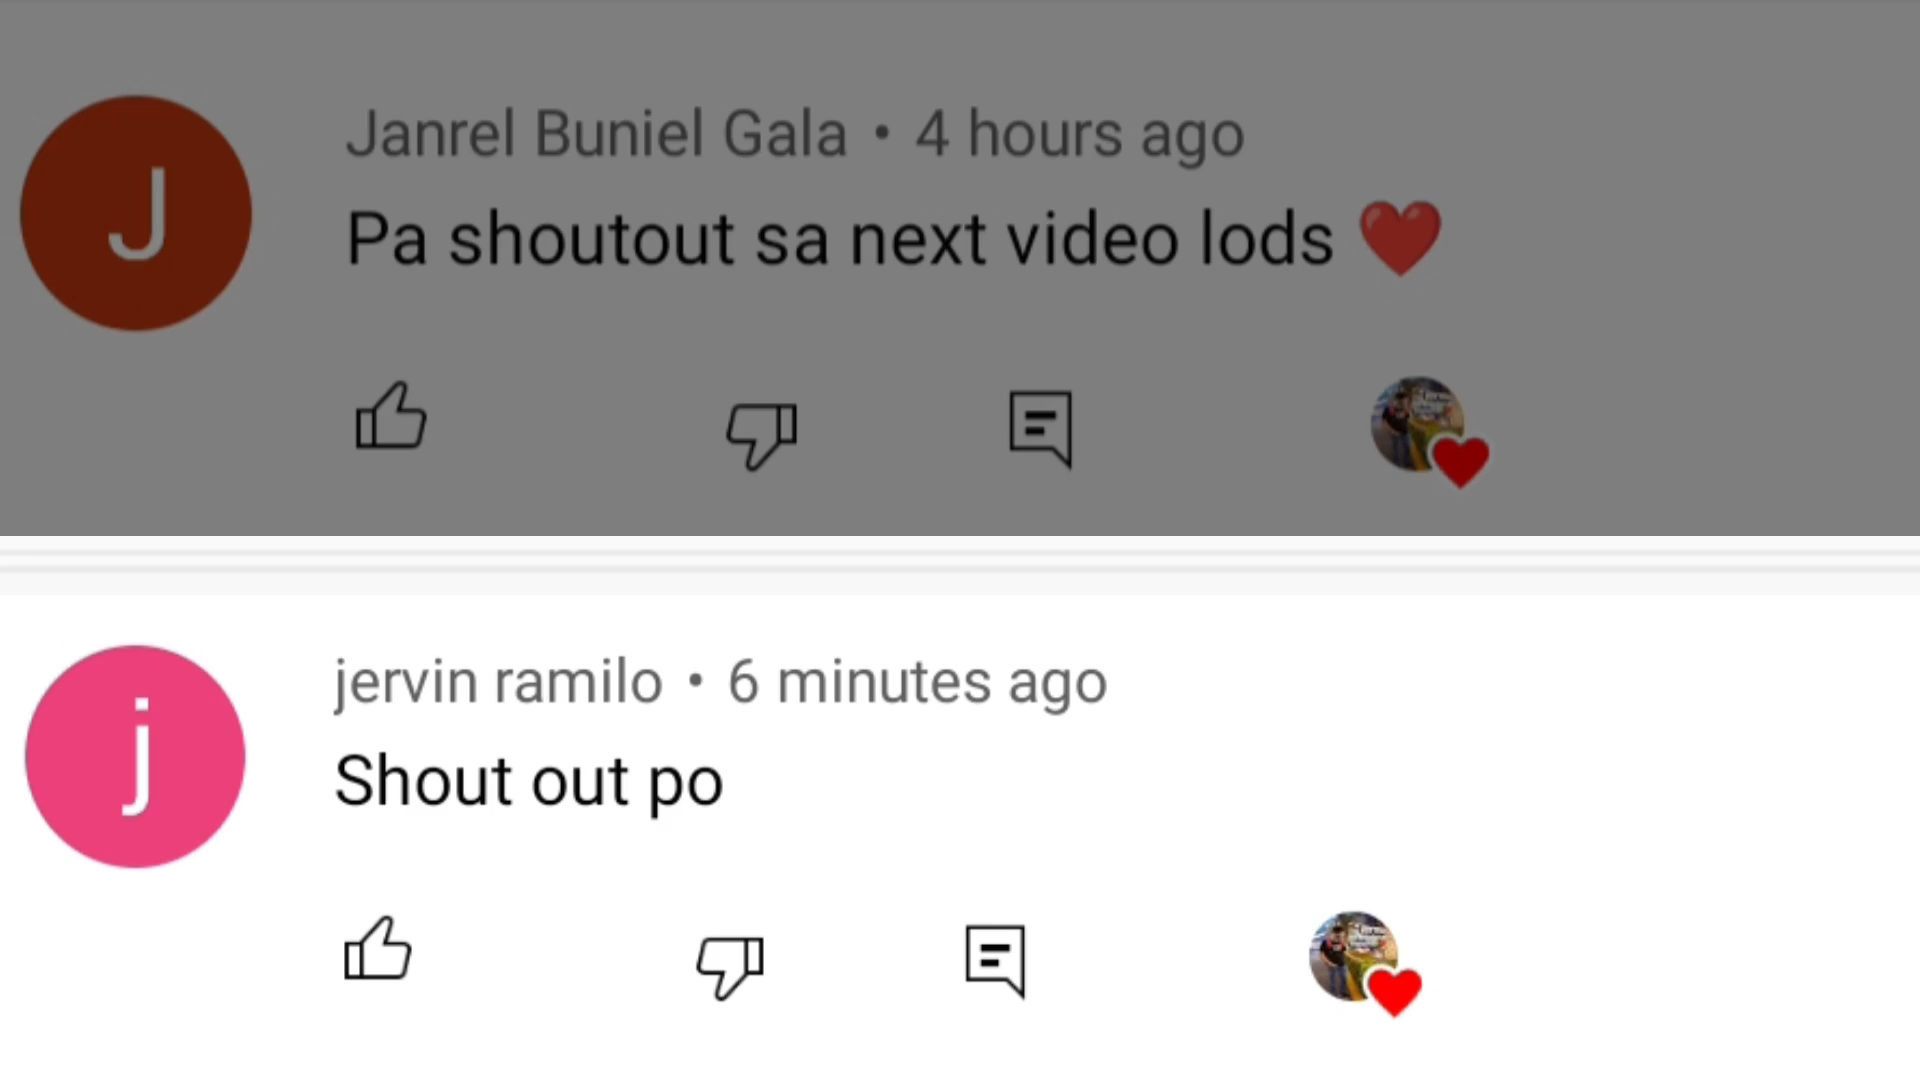 J
Janrel Buniel Gala • 4 hours ago
Pa shoutout sa next video lods ❤️
j
jervin ramilo • 6 minutes ago
Shout out po